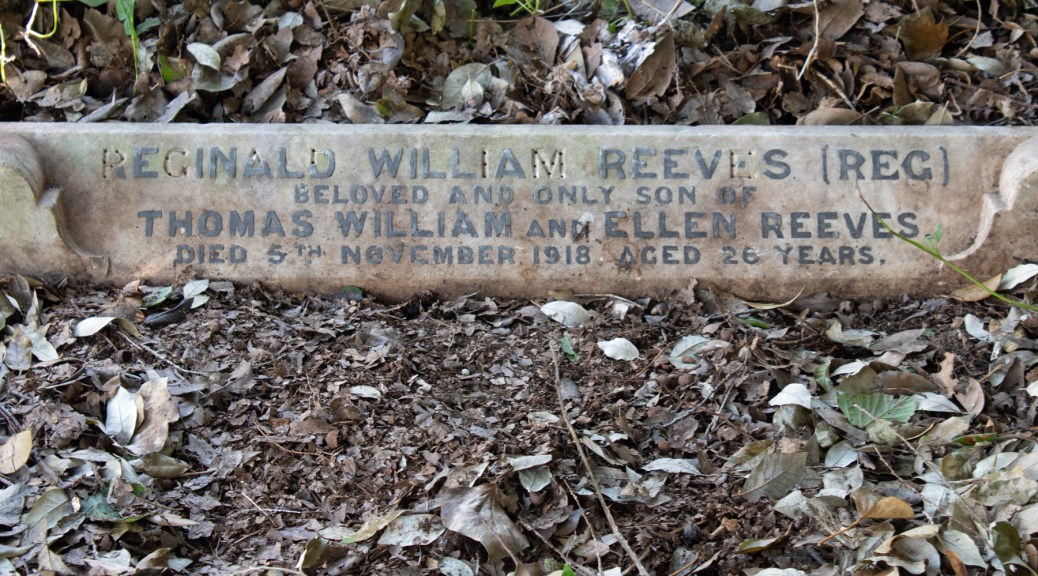 REGINALD WILLIAM REEVES (REG)
BELOVED AND ONLY SON OF
THOMAS WILLIAM AND ELLEN REEVES,
DIED 5TH NOVEMBER 1918. AGED 26 YEARS.